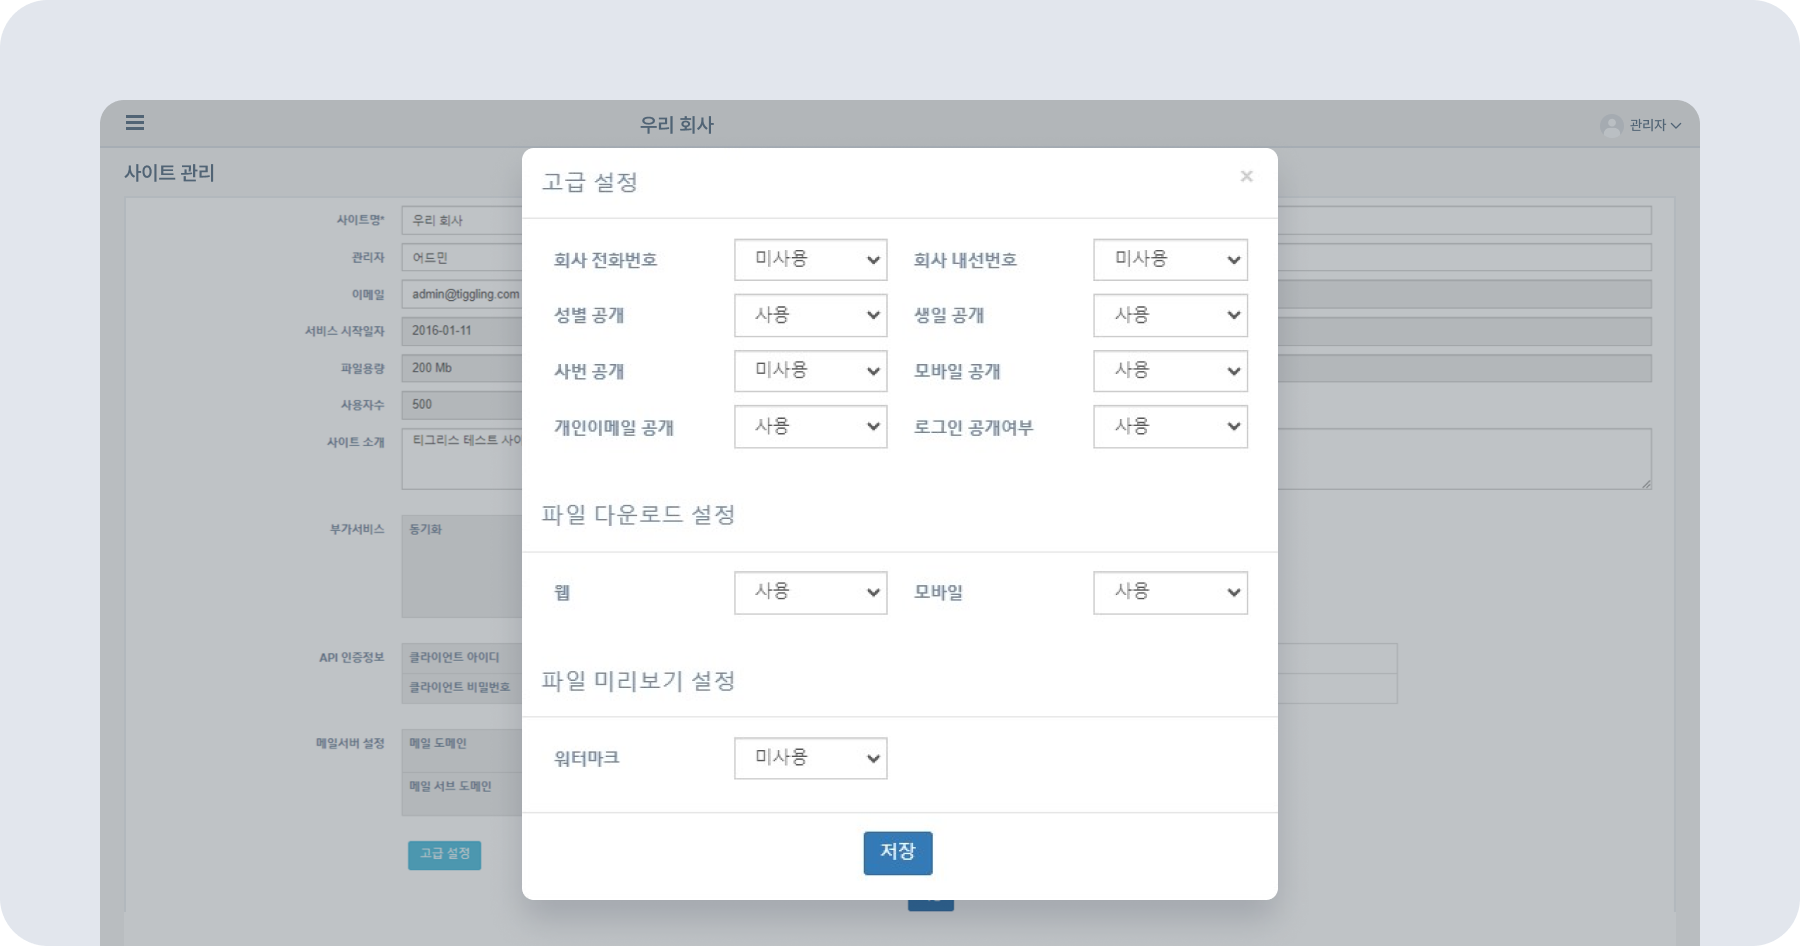 우리 회사
관리자
사이트 관리
고급 설정
×
사이트명* 우리 회사
관리자 어드민
이메일 admin@tiggling.com
서비스 시작일자 2016-01-11
파일용량 200 Mb
사용자수 500
사이트 소개 티그리스 테스트
부가서비스 동기화
API 인증정보 클라이언트 아이디
클라이언트 비밀번호
메일서버 설정 메일 도메인
메일 서브 도메인
고급 설정
회사 전화번호 미사용 회사 내선번호 미사용
성별 공개 사용 생일 공개 사용
사번 공개 미사용 모바일 공개 사용
개인이메일 공개 사용 로그인 공개여부 사용
파일 다운로드 설정
웹 사용 모바일 사용
파일 미리보기 설정
워터마크 미사용
저장